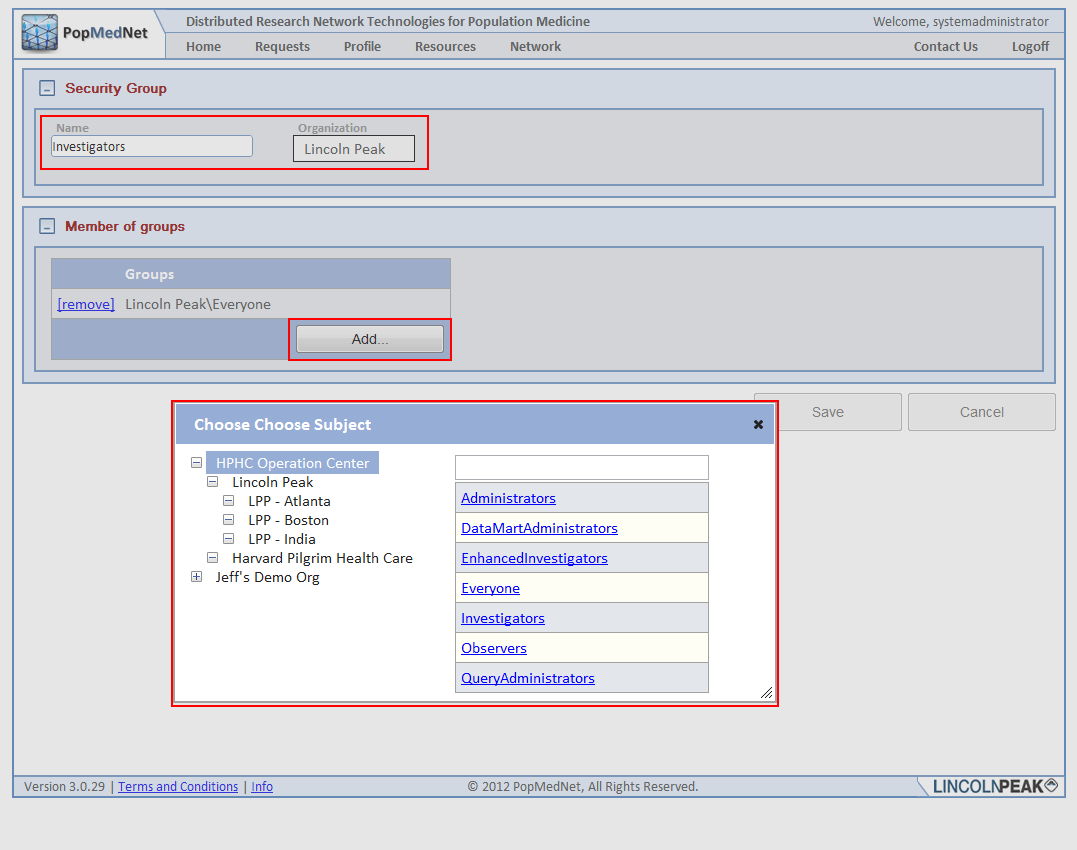 PopMedNet
Distributed Research Network Technologies for Population Medicine
Welcome, systemadministrator
Home Requests Profile Resources Network Contact Us Logoff
Security Group
Name Organization
Investigators Lincoln Peak
Member of groups
Groups
[remove] Lincoln Peak\Everyone
Add...
Save Cancel
Choose Choose Subject
HPHC Operation Center
Lincoln Peak
LPP - Atlanta
LPP - Boston
LPP - India
Harvard Pilgrim Health Care
Jeff's Demo Org
Administrators
DataMartAdministrators
EnhancedInvestigators
Everyone
Investigators
Observers
QueryAdministrators
Version 3.0.29 | Terms and Conditions | Info
© 2012 PopMedNet, All Rights Reserved.
LINCOLNPEAK